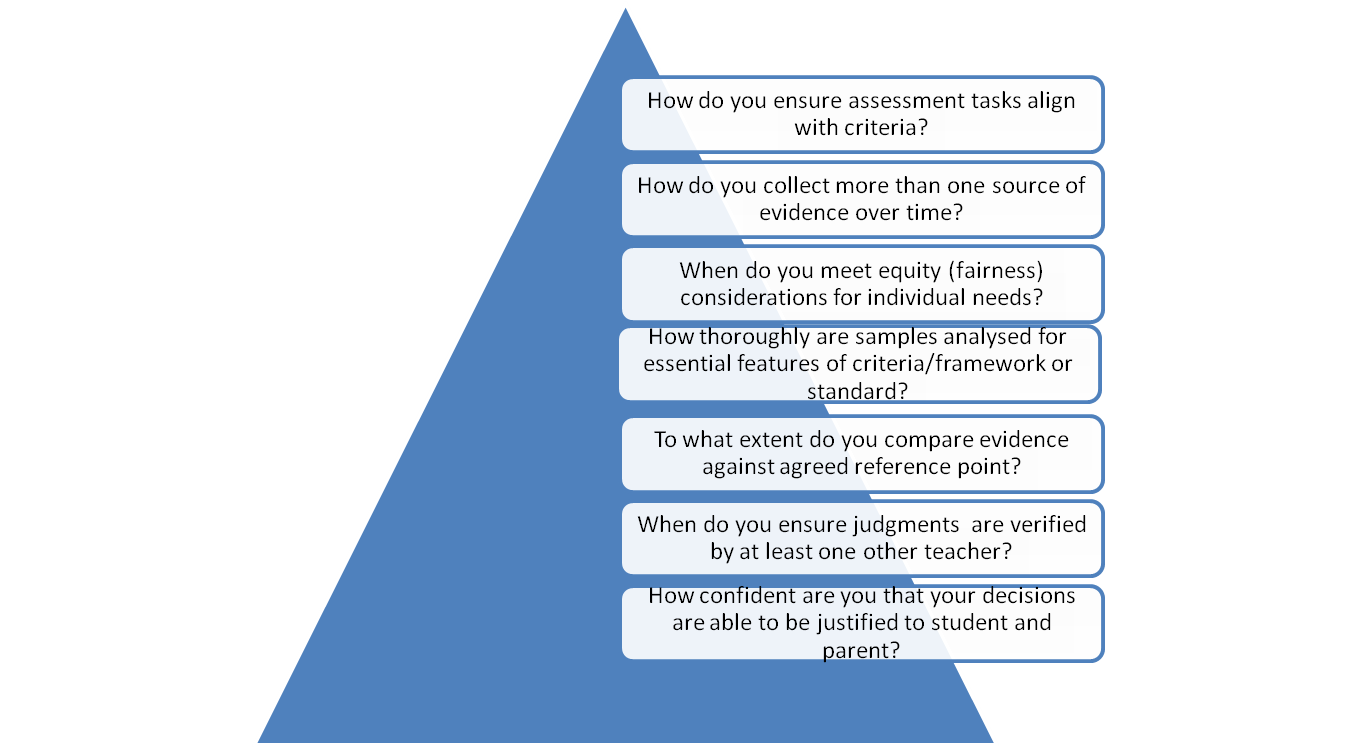 How do you ensure assessment tasks align
with criteria?
How do you collect more than one source of
evidence over time?
When do you meet equity (fairness)
considerations for individual needs?
How thoroughly are samples analysed for
essential features of criteria/framework or
standard?
To what extent do you compare evidence
against agreed reference point?
When do you ensure judgments  are verified
by at least one other teacher?
How confident are you that your decisions
are able to be justified to student and
parent?